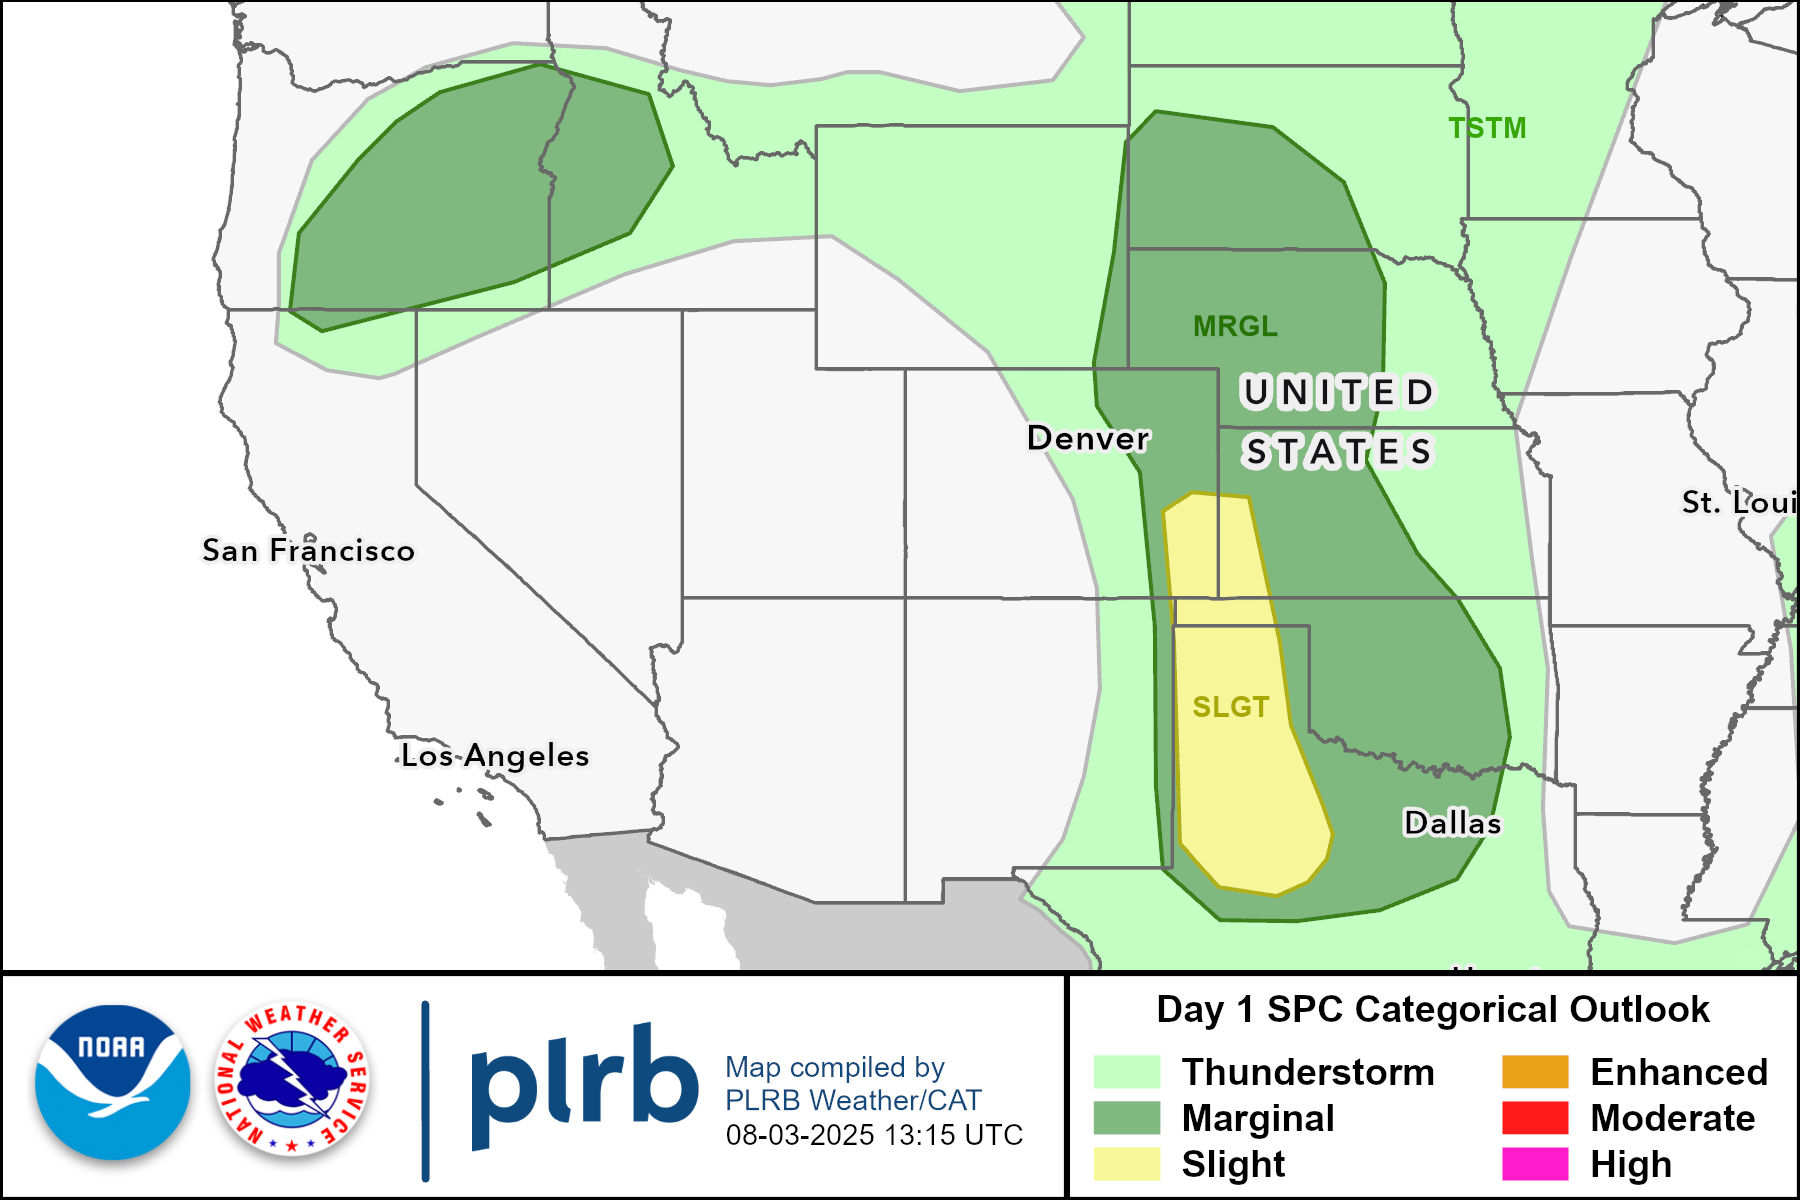 TSTM
MRGL
UNITED
STATES
Denver
St. Loui
San Francisco
SLGT
Los Angeles
Dallas
NOAA
NATIONAL WEATHER SERVICE
plrb
Map compiled by
PLRB Weather/CAT
08-03-2025 13:15 UTC
Day 1 SPC Categorical Outlook
Thunderstorm
Enhanced
Marginal
Moderate
Slight
High